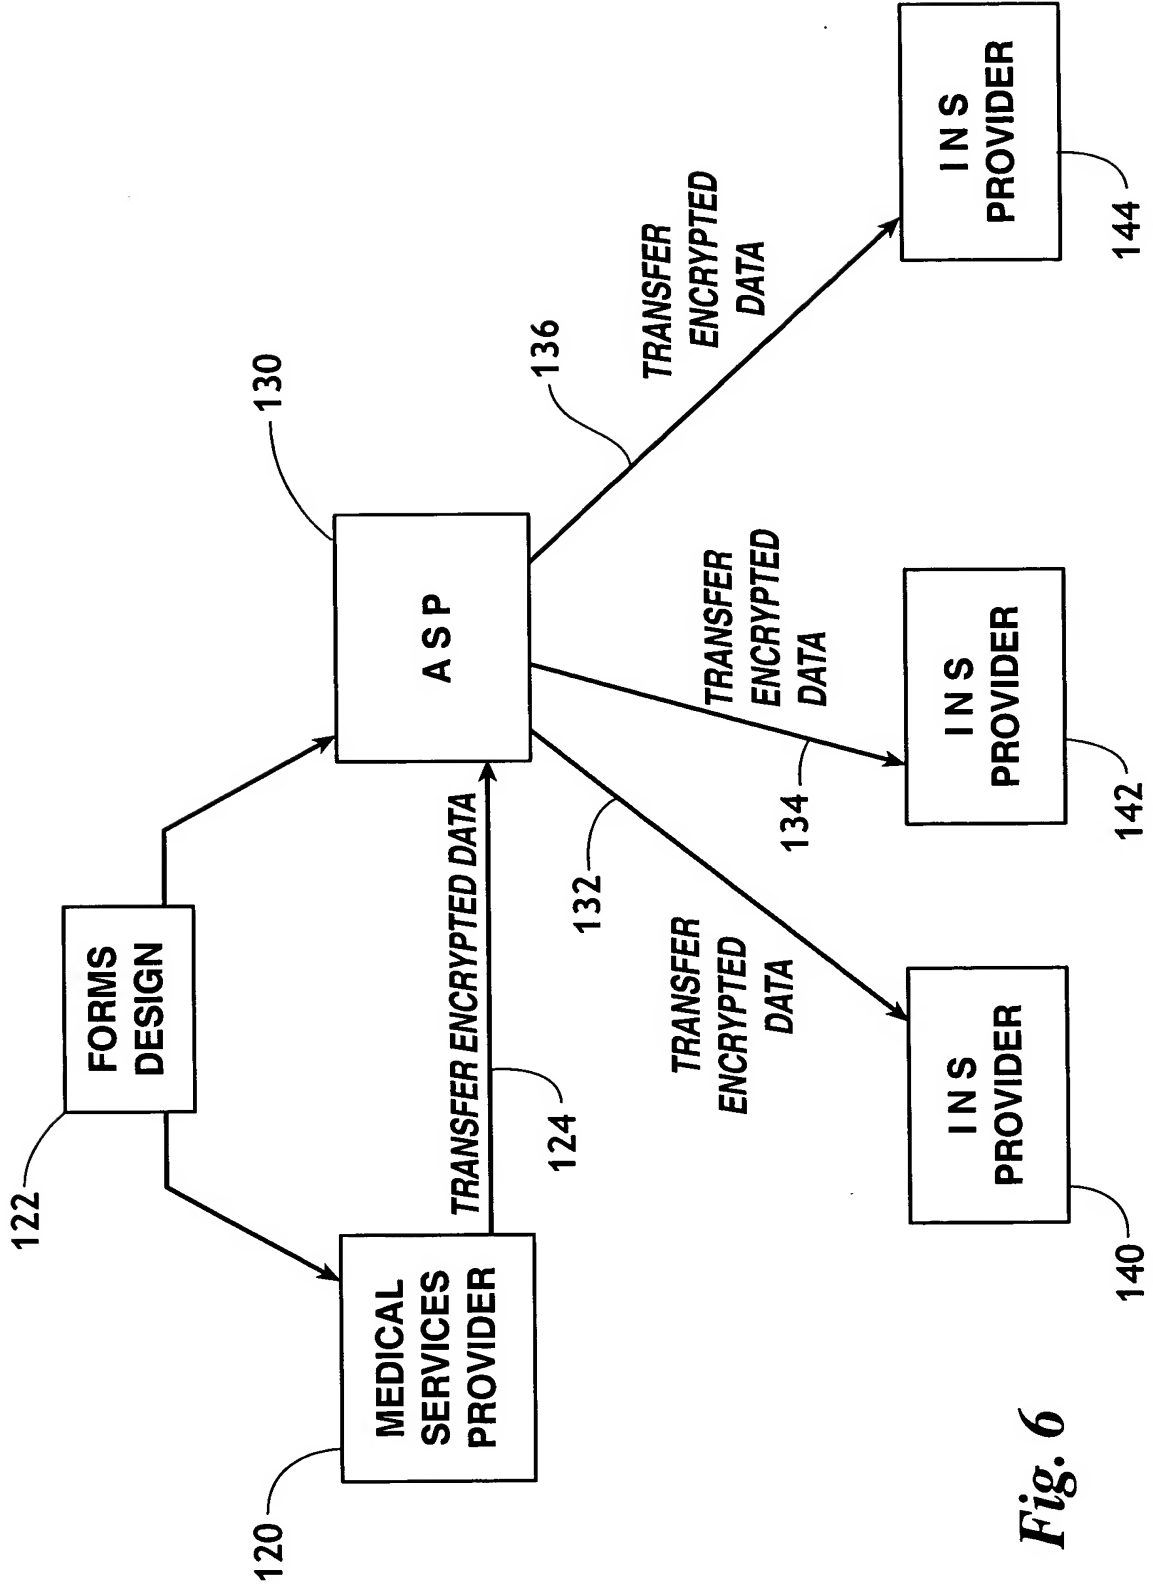 122
FORMS
DESIGN
120
MEDICAL
SERVICES
PROVIDER
TRANSFER ENCRYPTED DATA
124
130
A S P
132
TRANSFER
ENCRYPTED
DATA
134
TRANSFER
ENCRYPTED
DATA
136
TRANSFER
ENCRYPTED
DATA
I N S
PROVIDER
140
I N S
PROVIDER
142
I N S
PROVIDER
144
Fig. 6